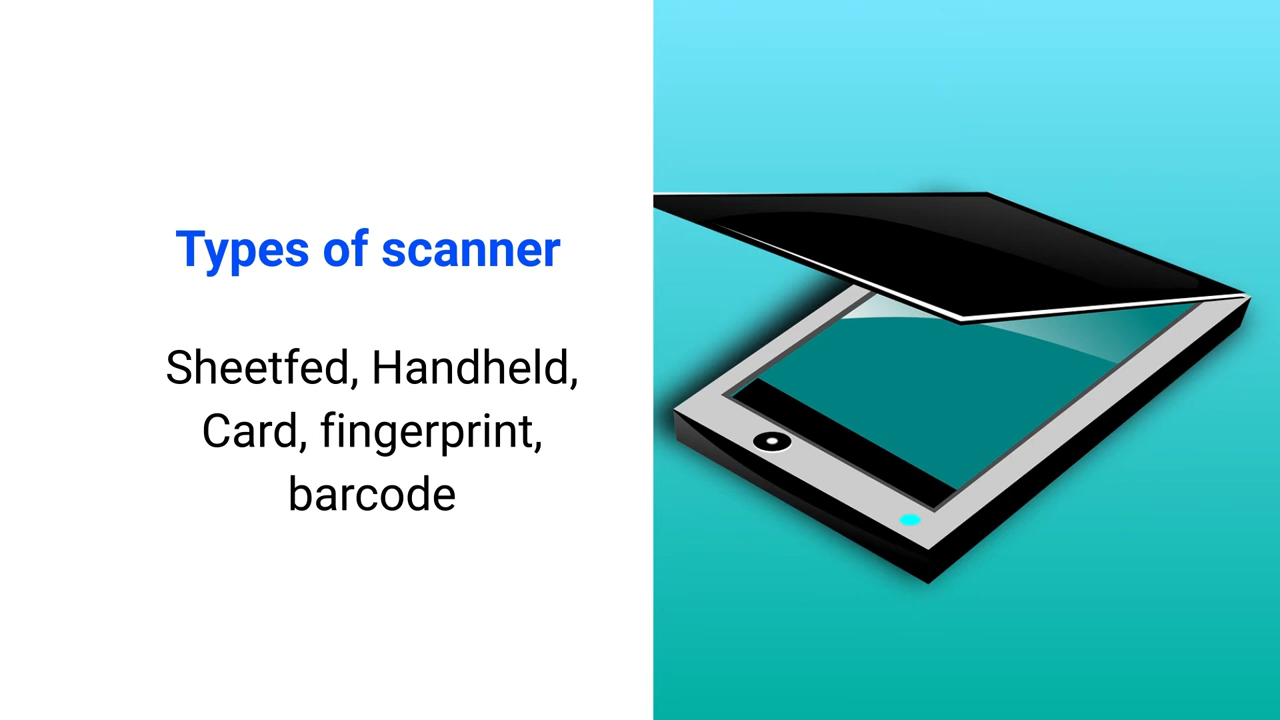 Types of scanner
Sheetfed, Handheld,
Card, fingerprint,
barcode